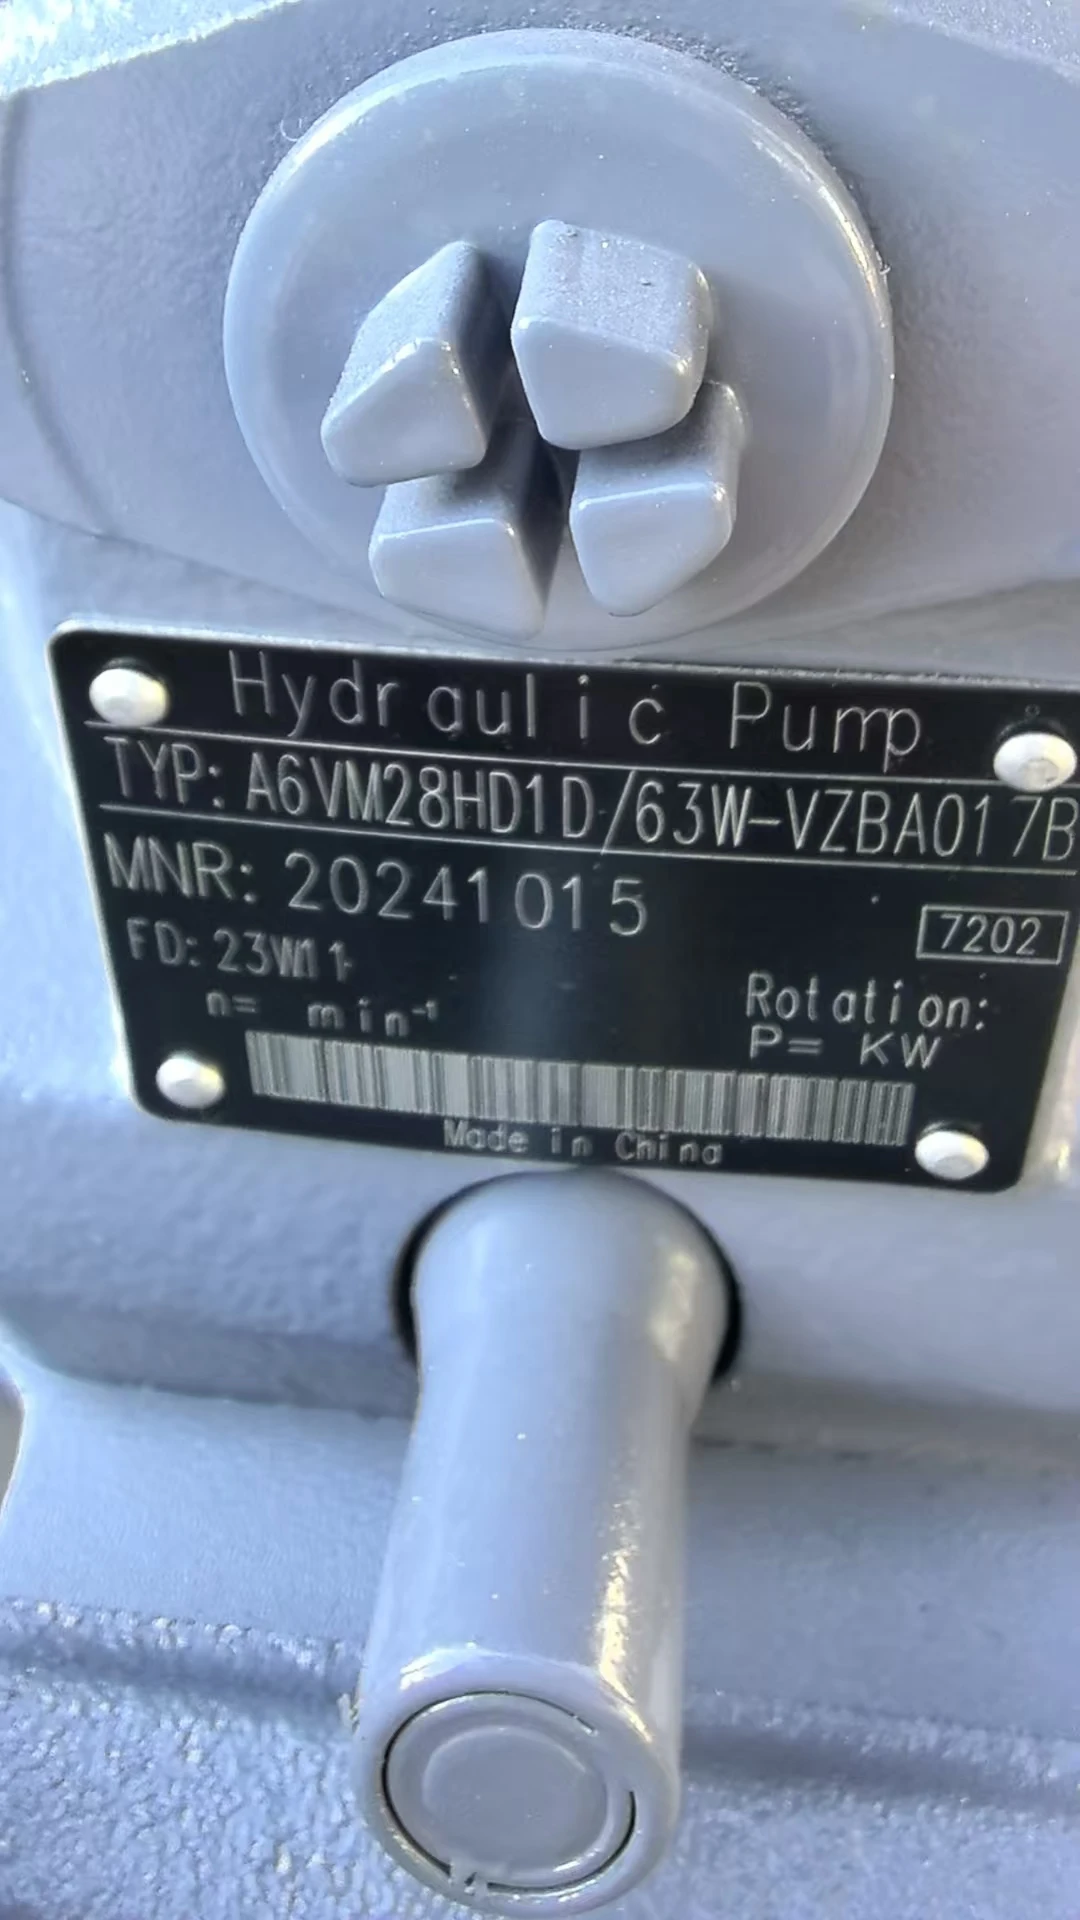 Hydraulic Pump
TYP: A6VM28HD1D/63W-VZBA017B
MNR: 20241015
7202
FD: 23W11
Rotation:
n= min⁻¹
P= KW
Made in China